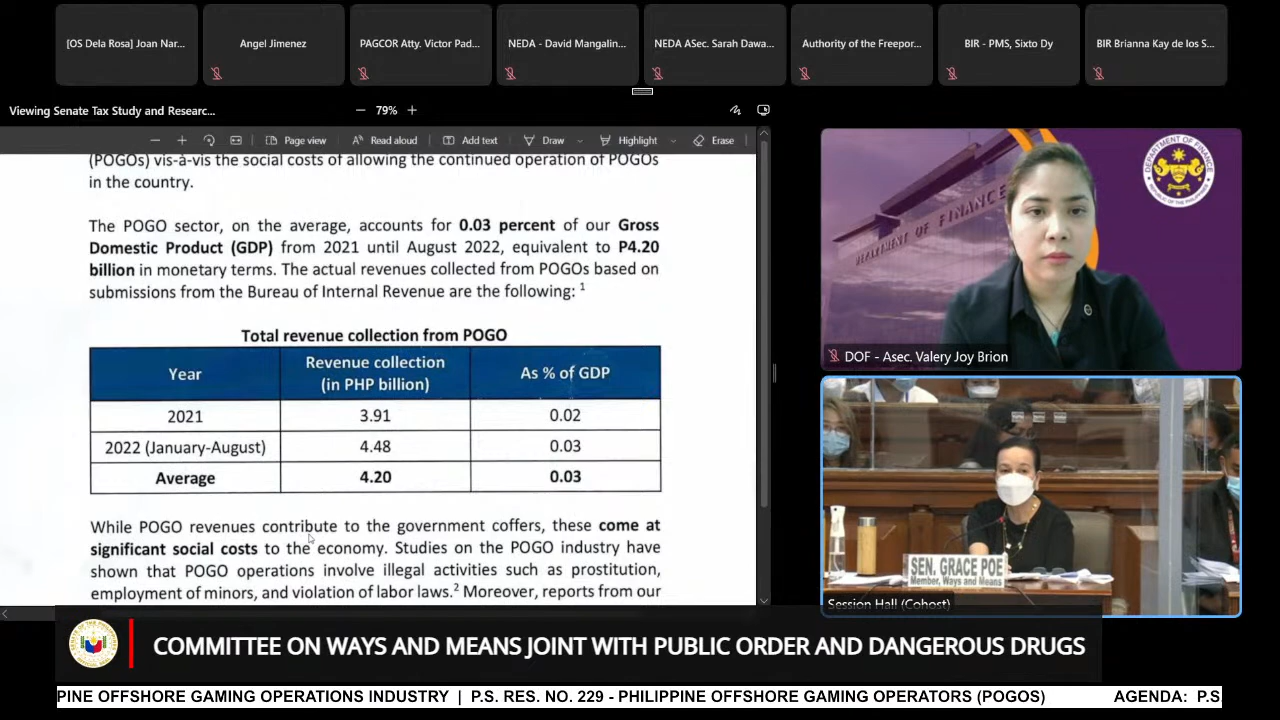 [OS Dela Rosa] Joan Nar...
Angel Jimenez
PAGCOR Atty. Victor Pad...
NEDA - David Mangalin...
NEDA ASec. Sarah Dawa...
Authority of the Freepor...
BIR - PMS, Sixto Dy
BIR Brianna Kay de los S...
Viewing Senate Tax Study and Researc...
79%
Page view
Read aloud
Add text
Draw
Highlight
Erase
(POGOs) vis-à-vis the social costs of allowing the continued operation of POGOs
in the country.
The POGO sector, on the average, accounts for 0.03 percent of our Gross
Domestic Product (GDP) from 2021 until August 2022, equivalent to P4.20
billion in monetary terms. The actual revenues collected from POGOs based on
submissions from the Bureau of Internal Revenue are the following: 1
Total revenue collection from POGO
Year Revenue collection (in PHP billion) As % of GDP
2021 3.91 0.02
2022 (January-August) 4.48 0.03
Average 4.20 0.03
While POGO revenues contribute to the government coffers, these come at
significant social costs to the economy. Studies on the POGO industry have
shown that POGO operations involve illegal activities such as prostitution,
employment of minors, and violation of labor laws.2 Moreover, reports from our
DEPARTMENT OF FINANCE
DEPARTMENT OF FINANCE
REPUBLIC OF THE PHILIPPINES
DOF - Asec. Valery Joy Brion
SEN. GRACE POE
Member, Ways and Means
Session Hall (Cohost)
COMMITTEE ON WAYS AND MEANS JOINT WITH PUBLIC ORDER AND DANGEROUS DRUGS
PINE OFFSHORE GAMING OPERATIONS INDUSTRY | P.S. RES. NO. 229 - PHILIPPINE OFFSHORE GAMING OPERATORS (POGOS) AGENDA: P.S